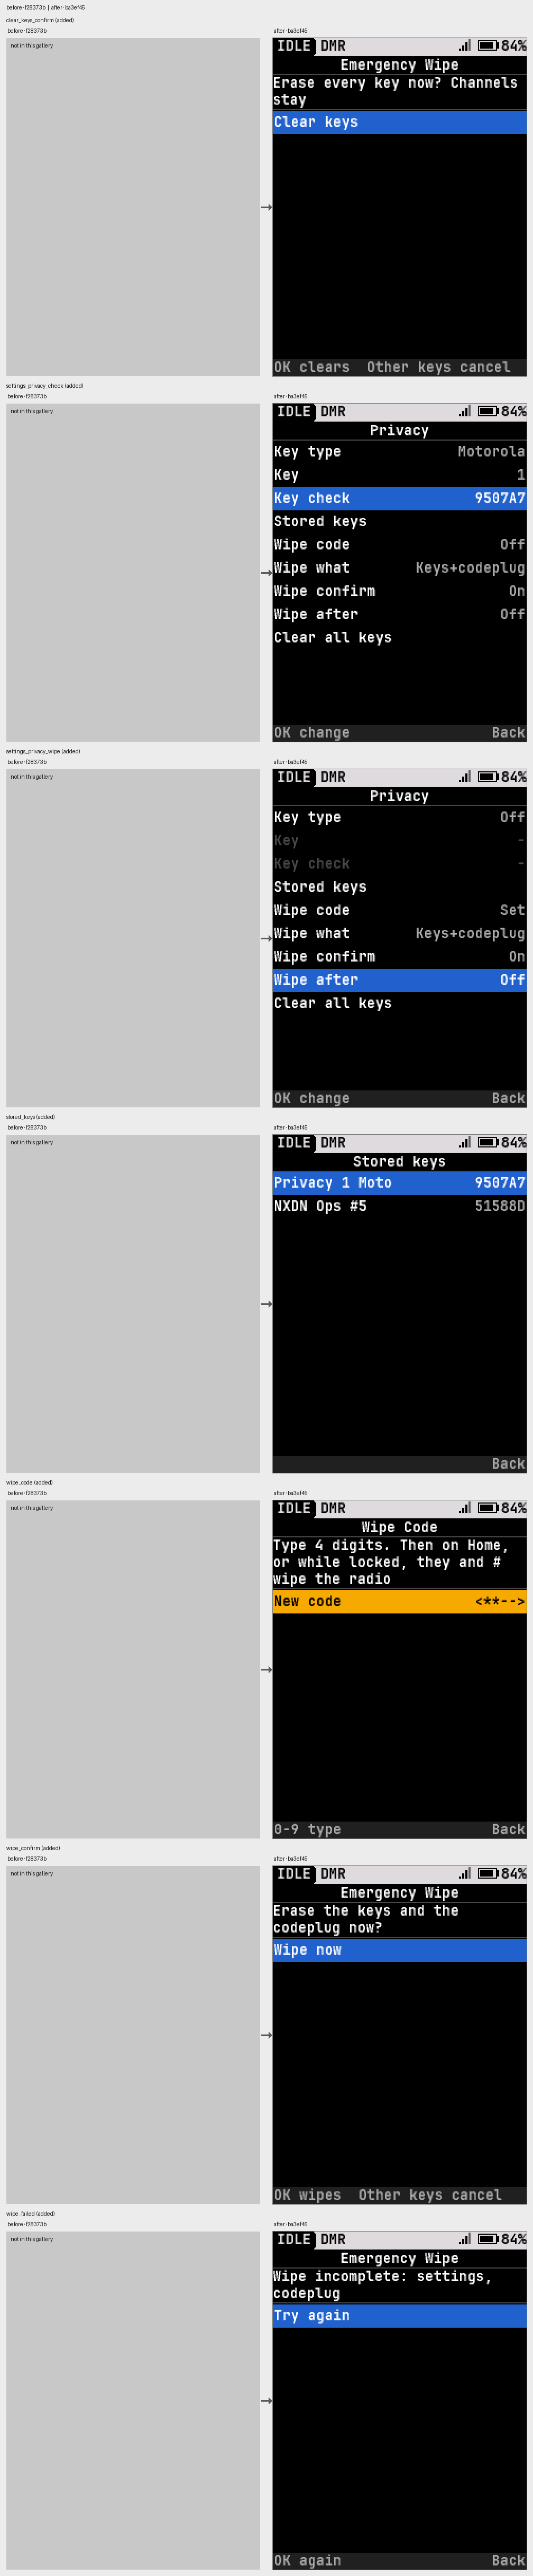 before · f28373b | after · ba3ef45
clear_keys_confirm (added)
before · f28373b
after · ba3ef45
not in this gallery
IDLE DMR 84%
Emergency Wipe
Erase every key now? Channels
stay
Clear keys
→
OK clears Other keys cancel
settings_privacy_check (added)
before · f28373b
after · ba3ef45
not in this gallery
IDLE DMR 84%
Privacy
Key type Motorola
Key 1
Key check 9507A7
Stored keys
Wipe code Off
→
Wipe what Keys+codeplug
Wipe confirm On
Wipe after Off
Clear all keys
OK change Back
settings_privacy_wipe (added)
before · f28373b
after · ba3ef45
not in this gallery
IDLE DMR 84%
Privacy
Key type Off
Key -
Key check -
Stored keys
Wipe code Set
→
Wipe what Keys+codeplug
Wipe confirm On
Wipe after Off
Clear all keys
OK change Back
stored_keys (added)
before · f28373b
after · ba3ef45
not in this gallery
IDLE DMR 84%
Stored keys
Privacy 1 Moto 9507A7
NXDN Ops #5 51588D
→
Back
wipe_code (added)
before · f28373b
after · ba3ef45
not in this gallery
IDLE DMR 84%
Wipe Code
Type 4 digits. Then on Home,
or while locked, they and #
wipe the radio
New code <**-->
→
0-9 type Back
wipe_confirm (added)
before · f28373b
after · ba3ef45
not in this gallery
IDLE DMR 84%
Emergency Wipe
Erase the keys and the
codeplug now?
Wipe now
→
OK wipes Other keys cancel
wipe_failed (added)
before · f28373b
after · ba3ef45
not in this gallery
IDLE DMR 84%
Emergency Wipe
Wipe incomplete: settings,
codeplug
Try again
→
OK again Back